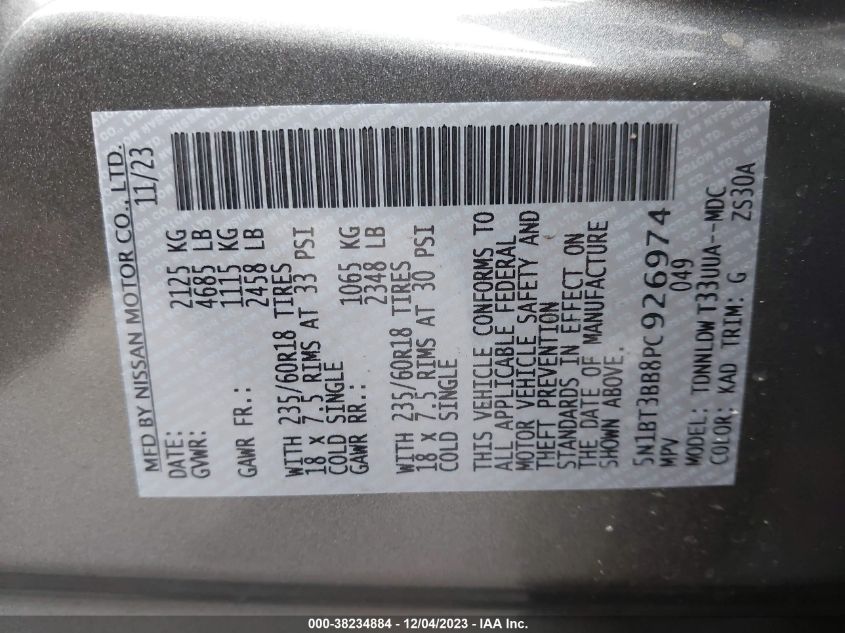 MFD BY NISSAN MOTOR CO., LTD.
DATE: 11/23
GVWR: 2125 KG
4685 LB
GAWR FR.: 1115 KG
2458 LB
WITH 235/60R18 TIRES
18 X 7.5 RIMS AT 33 PSI
COLD SINGLE
GAWR RR.: 1065 KG
2348 LB
WITH 235/60R18 TIRES
18 X 7.5 RIMS AT 30 PSI
COLD SINGLE
THIS VEHICLE CONFORMS TO
ALL APPLICABLE FEDERAL
MOTOR VEHICLE SAFETY AND
THEFT PREVENTION
STANDARDS IN EFFECT ON
THE DATE OF MANUFACTURE
SHOWN ABOVE.
5N1BT3BB8PC926974
MPV 049
MODEL: TDNNLDWT33UUA--MDC
COLOR: KAD TRIM: G ZS30A
000-38234884 - 12/04/2023 - IAA Inc.